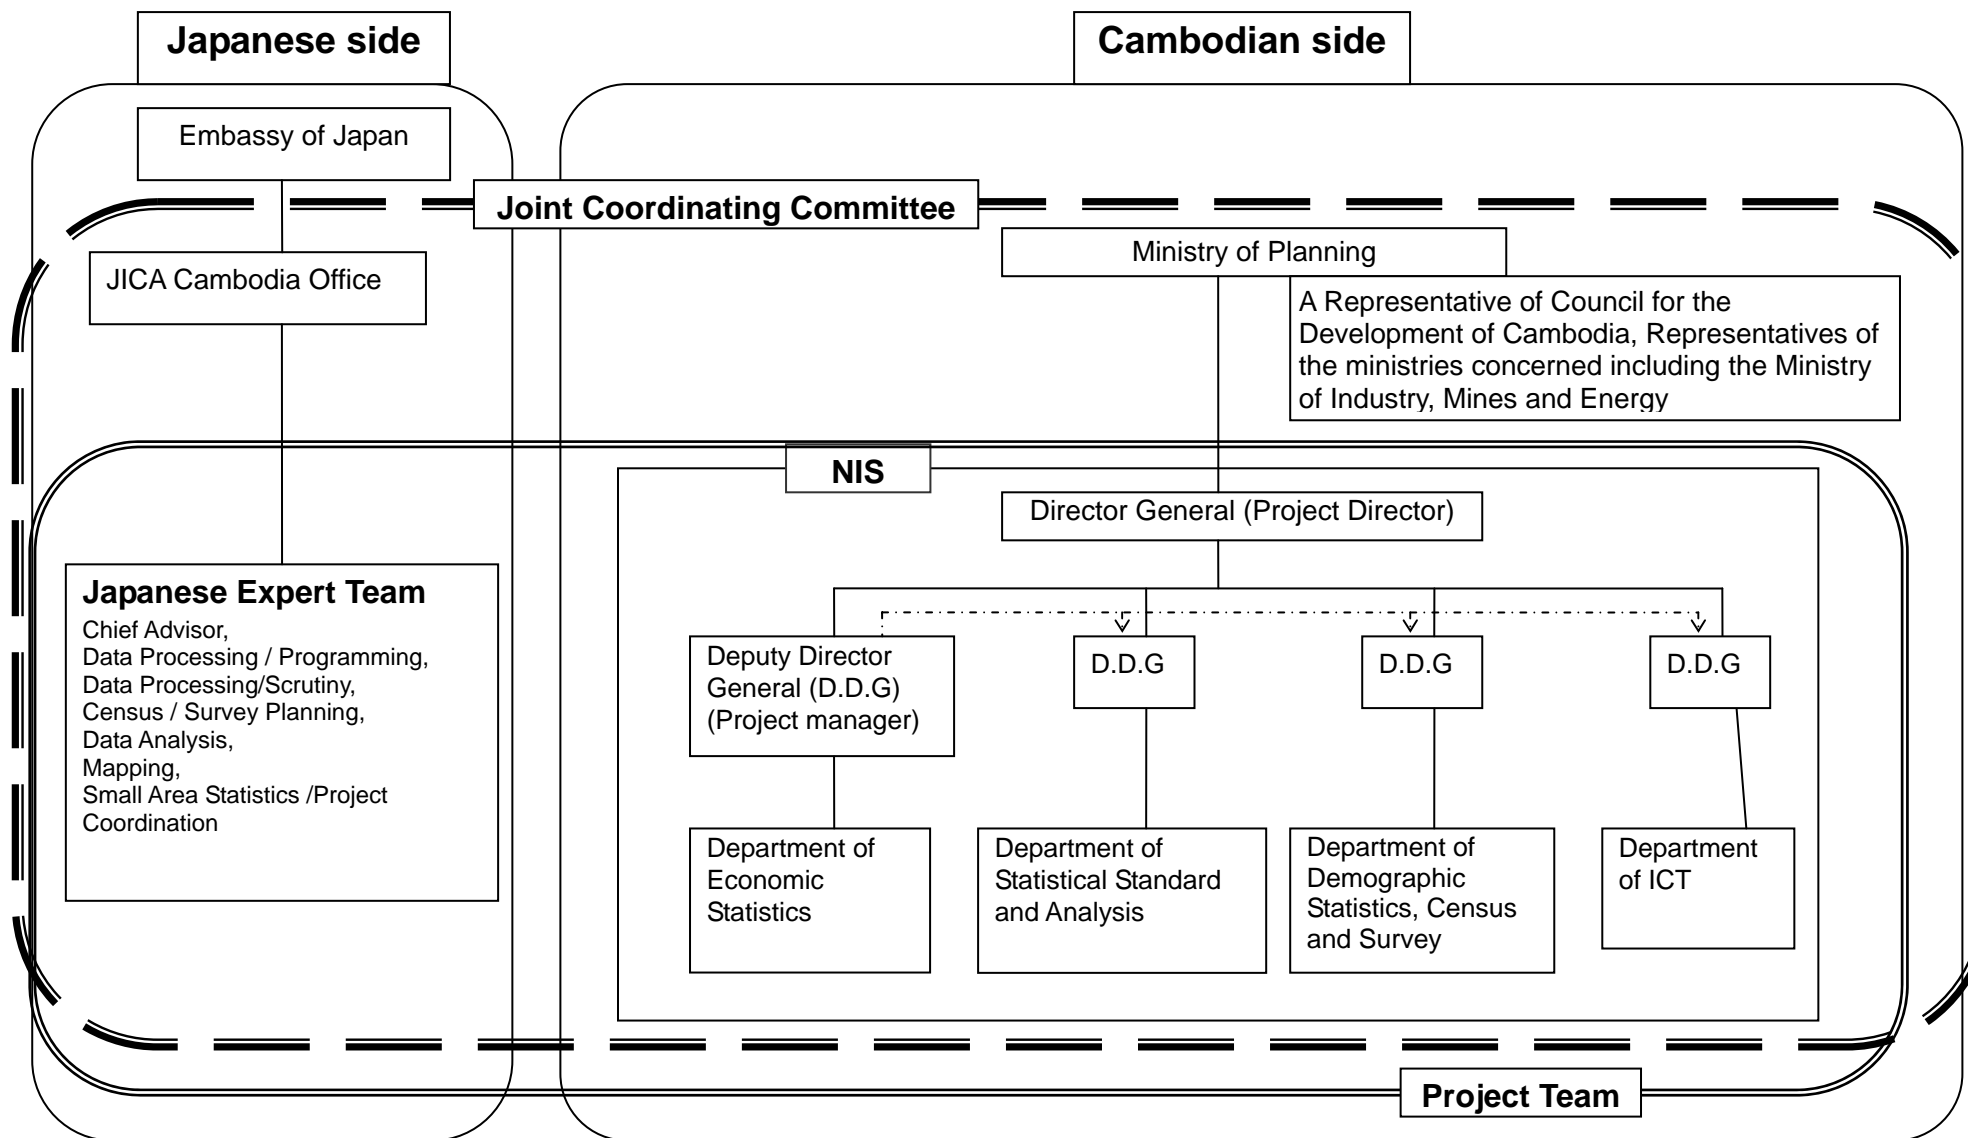 Japanese side
Cambodian side
Embassy of Japan
Joint Coordinating Committee
JICA Cambodia Office
Ministry of Planning
A Representative of Council for the
Development of Cambodia, Representatives of
the ministries concerned including the Ministry
of Industry, Mines and Energy
NIS
Director General (Project Director)
Japanese Expert Team
Chief Advisor,
Data Processing / Programming,
Data Processing/Scrutiny,
Census / Survey Planning,
Data Analysis,
Mapping,
Small Area Statistics /Project
Coordination
Deputy Director
General (D.D.G)
(Project manager)
D.D.G
D.D.G
D.D.G
Department of
Economic
Statistics
Department of
Statistical Standard
and Analysis
Department of
Demographic
Statistics, Census
and Survey
Department
of ICT
Project Team